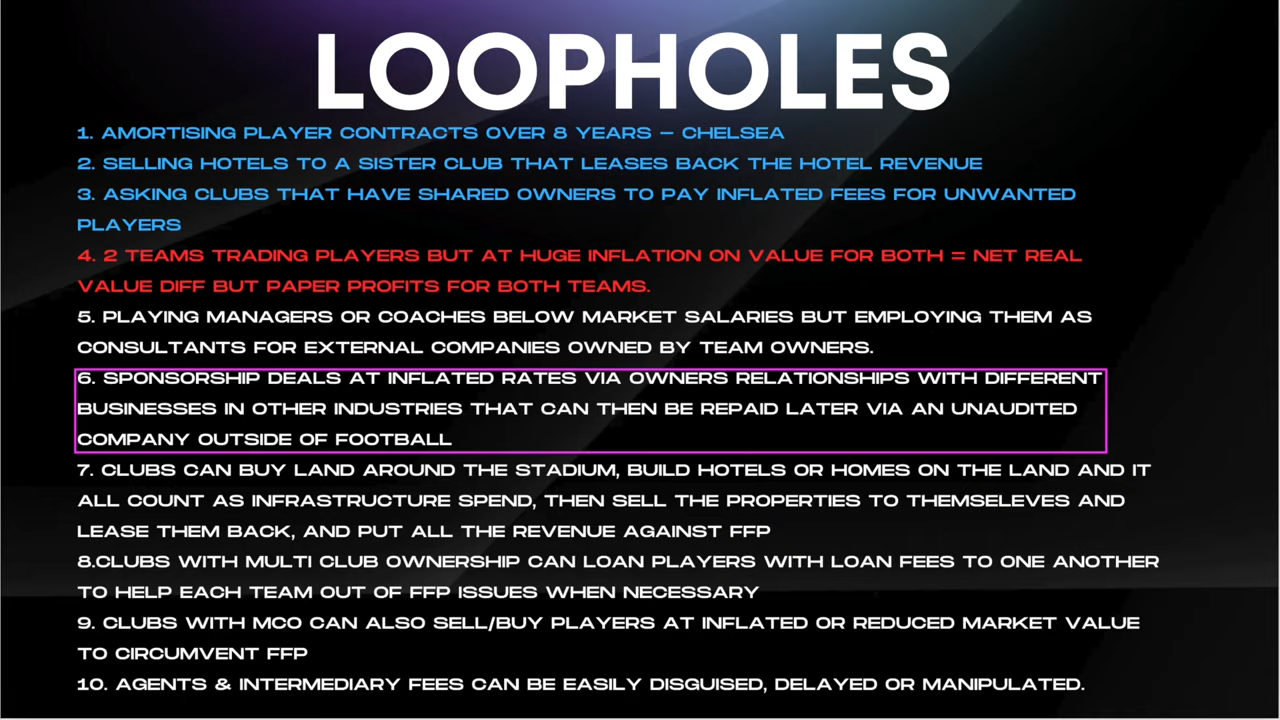 LOOPHOLES
1. AMORTISING PLAYER CONTRACTS OVER 8 YEARS – CHELSEA
2. SELLING HOTELS TO A SISTER CLUB THAT LEASES BACK THE HOTEL REVENUE
3. ASKING CLUBS THAT HAVE SHARED OWNERS TO PAY INFLATED FEES FOR UNWANTED
PLAYERS
4. 2 TEAMS TRADING PLAYERS BUT AT HUGE INFLATION ON VALUE FOR BOTH = NET REAL
VALUE DIFF BUT PAPER PROFITS FOR BOTH TEAMS.
5. PLAYING MANAGERS OR COACHES BELOW MARKET SALARIES BUT EMPLOYING THEM AS
CONSULTANTS FOR EXTERNAL COMPANIES OWNED BY TEAM OWNERS.
6. SPONSORSHIP DEALS AT INFLATED RATES VIA OWNERS RELATIONSHIPS WITH DIFFERENT
BUSINESSES IN OTHER INDUSTRIES THAT CAN THEN BE REPAID LATER VIA AN UNAUDITED
COMPANY OUTSIDE OF FOOTBALL
7. CLUBS CAN BUY LAND AROUND THE STADIUM, BUILD HOTELS OR HOMES ON THE LAND AND IT
ALL COUNT AS INFRASTRUCTURE SPEND, THEN SELL THE PROPERTIES TO THEMSELEVES AND
LEASE THEM BACK, AND PUT ALL THE REVENUE AGAINST FFP
8.CLUBS WITH MULTI CLUB OWNERSHIP CAN LOAN PLAYERS WITH LOAN FEES TO ONE ANOTHER
TO HELP EACH TEAM OUT OF FFP ISSUES WHEN NECESSARY
9. CLUBS WITH MCO CAN ALSO SELL/BUY PLAYERS AT INFLATED OR REDUCED MARKET VALUE
TO CIRCUMVENT FFP
10. AGENTS & INTERMEDIARY FEES CAN BE EASILY DISGUISED, DELAYED OR MANIPULATED.